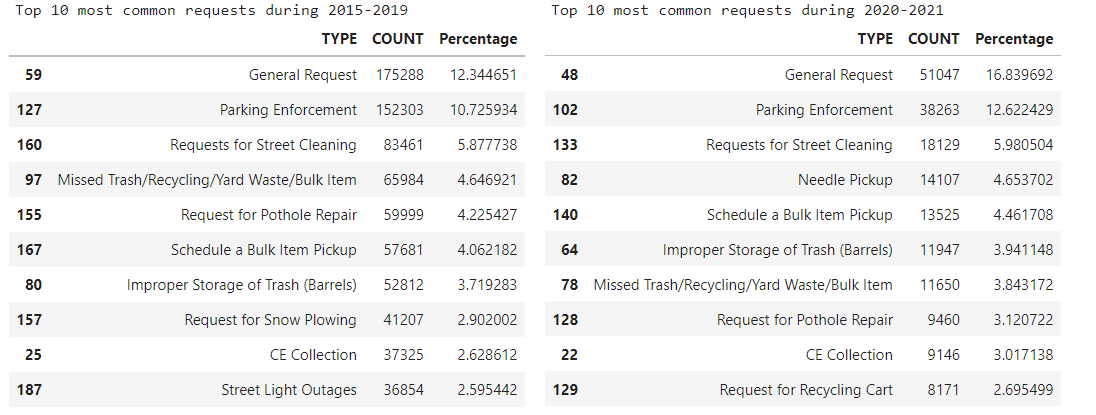 Top 10 most common requests during 2015-2019
TYPE COUNT Percentage
59 General Request 175288 12.344651
127 Parking Enforcement 152303 10.725934
160 Requests for Street Cleaning 83461 5.877738
97 Missed Trash/Recycling/Yard Waste/Bulk Item 65984 4.646921
155 Request for Pothole Repair 59999 4.225427
167 Schedule a Bulk Item Pickup 57681 4.062182
80 Improper Storage of Trash (Barrels) 52812 3.719283
157 Request for Snow Plowing 41207 2.902002
25 CE Collection 37325 2.628612
187 Street Light Outages 36854 2.595442
Top 10 most common requests during 2020-2021
TYPE COUNT Percentage
48 General Request 51047 16.839692
102 Parking Enforcement 38263 12.622429
133 Requests for Street Cleaning 18129 5.980504
82 Needle Pickup 14107 4.653702
140 Schedule a Bulk Item Pickup 13525 4.461708
64 Improper Storage of Trash (Barrels) 11947 3.941148
78 Missed Trash/Recycling/Yard Waste/Bulk Item 11650 3.843172
128 Request for Pothole Repair 9460 3.120722
22 CE Collection 9146 3.017138
129 Request for Recycling Cart 8171 2.695499